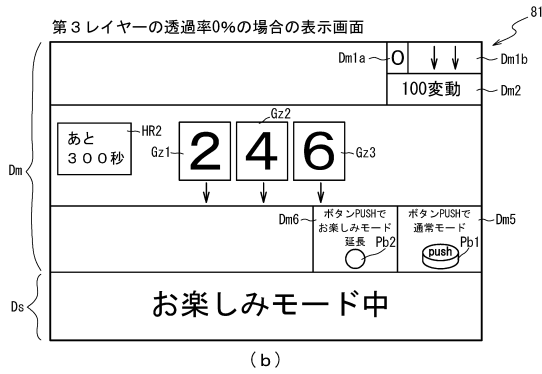 第3レイヤーの透過率0%の場合の表示画面
81
Dm1a
0
Dm1b
100変動
Dm2
あと
300秒
HR2
Gz1
2
Gz2
4
6
Gz3
Dm
Dm6
ボタンPUSHで
お楽しみモード
延長
Pb2
ボタンPUSHで
通常モード
Pb1
push
Dm5
Ds
お楽しみモード中
(b)